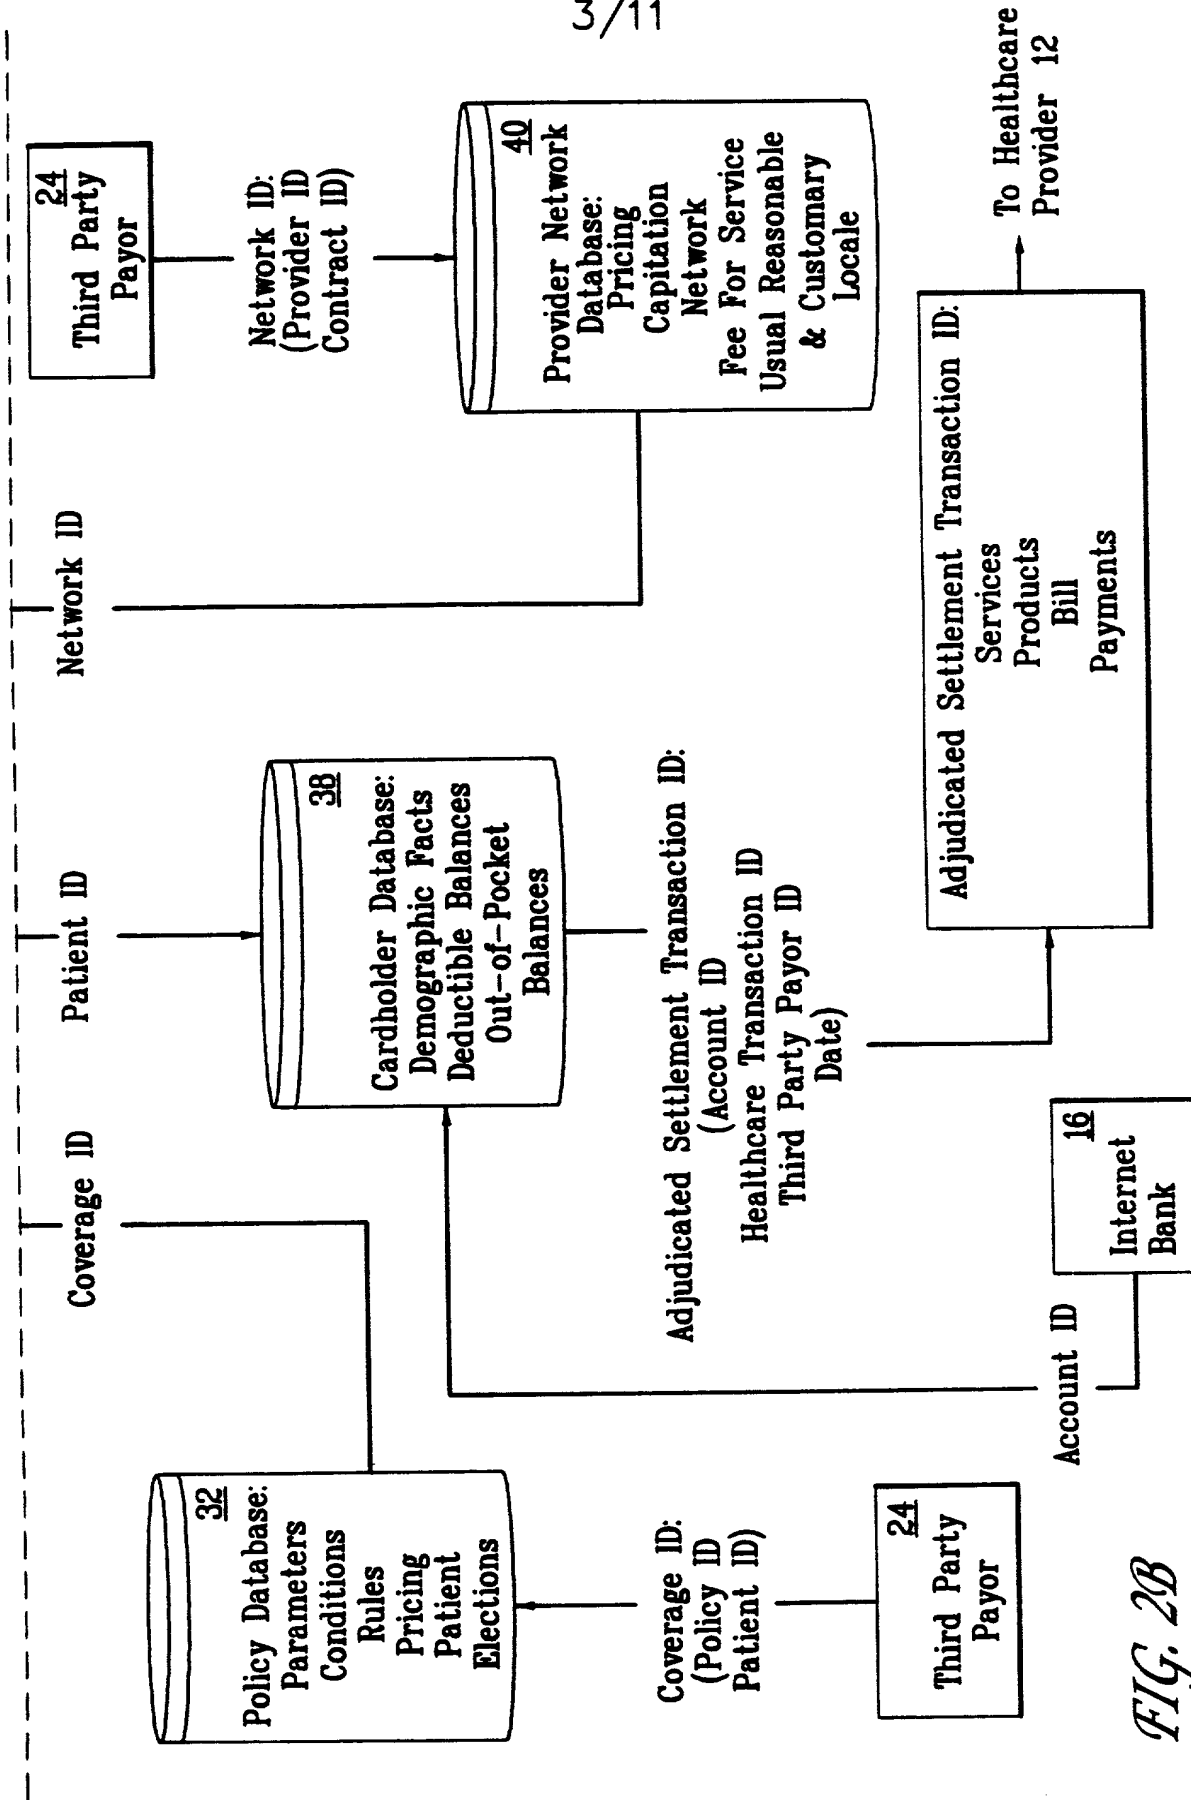 3/11
Coverage ID
Patient ID
Network ID
32
Policy Database:
Parameters
Conditions
Rules
Pricing
Patient
Elections
Coverage ID:
(Policy ID
Patient ID)
24
Third Party
Payor
38
Cardholder Database:
Demographic Facts
Deductible Balances
Out-of-Pocket
Balances
Adjudicated Settlement Transaction ID:
(Account ID
Healthcare Transaction ID
Third Party Payor ID
Date)
Account ID
16
Internet
Bank
24
Third Party
Payor
Network ID:
(Provider ID
Contract ID)
40
Provider Network
Database:
Pricing
Capitation
Network
Fee For Service
Usual Reasonable
& Customary
Locale
Adjudicated Settlement Transaction ID:
Services
Products
Bill
Payments
To Healthcare
Provider 12
FIG. 2B